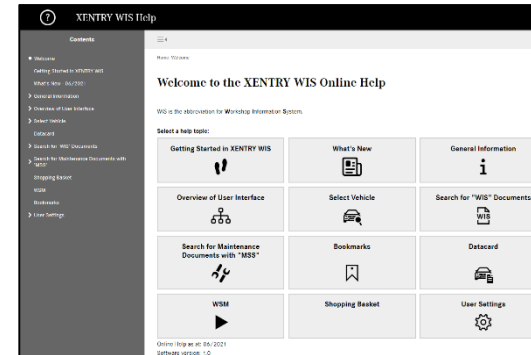 ? XENTRY WIS Help
Contents
Welcome
Getting Started in XENTRY WIS
What's New - 06/2021
General Information
Overview of User Interface
Select Vehicle
Datacard
Search for "WIS" Documents
Search for Maintenance Documents with
"MSS"
Shopping Basket
WSM
Bookmarks
User Settings
Home Welcome
Welcome to the XENTRY WIS Online Help
WIS is the abbreviation for Workshop Information System.
Select a help topic:
Getting Started in XENTRY WIS
What's New
General Information
Overview of User Interface
Select Vehicle
Search for "WIS" Documents
WIS
Search for Maintenance
Documents with "MSS"
Bookmarks
Datacard
WSM
Shopping Basket
User Settings
Online Help as at: 06/2021
Software version: 1.0